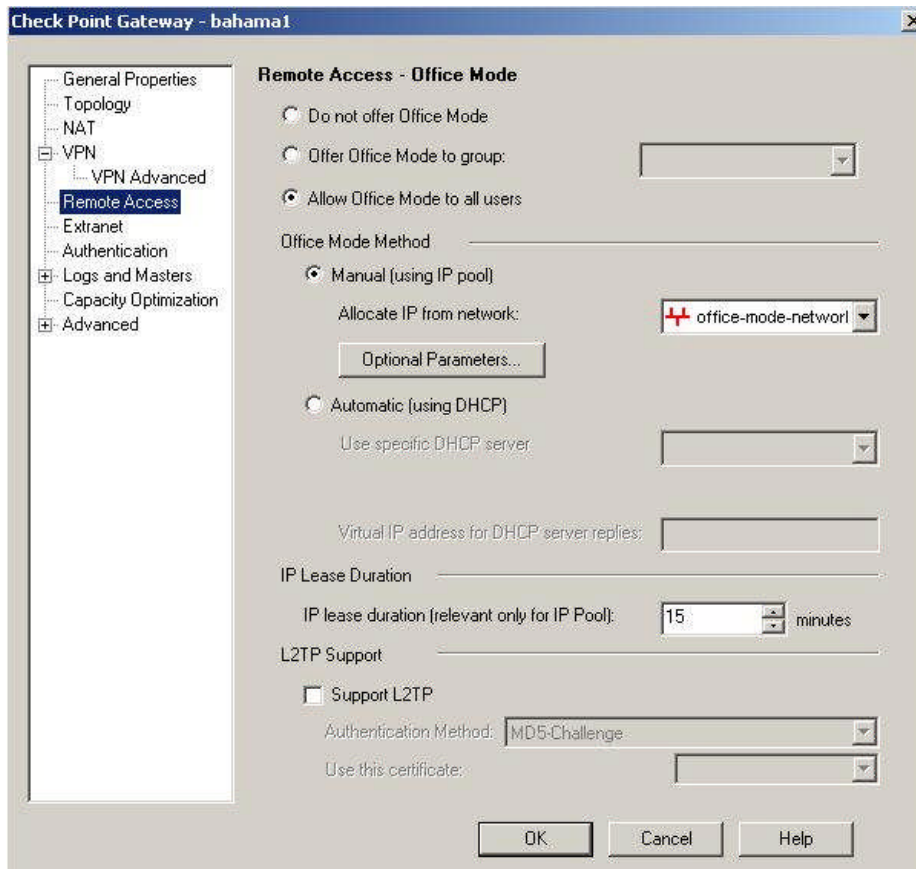 Check Point Gateway - bahama1
General Properties
Topology
NAT
VPN
VPN Advanced
Remote Access
Extranet
Authentication
Logs and Masters
Capacity Optimization
Advanced
Remote Access - Office Mode
Do not offer Office Mode
Offer Office Mode to group:
Allow Office Mode to all users
Office Mode Method
Manual (using IP pool)
Allocate IP from network:
office-mode-networl
Optional Parameters...
Automatic (using DHCP)
Use specific DHCP server
Virtual IP address for DHCP server replies:
IP Lease Duration
IP lease duration (relevant only for IP Pool):
15
minutes
L2TP Support
Support L2TP
Authentication Method:
MD5-Challenge
Use this certificate:
OK
Cancel
Help